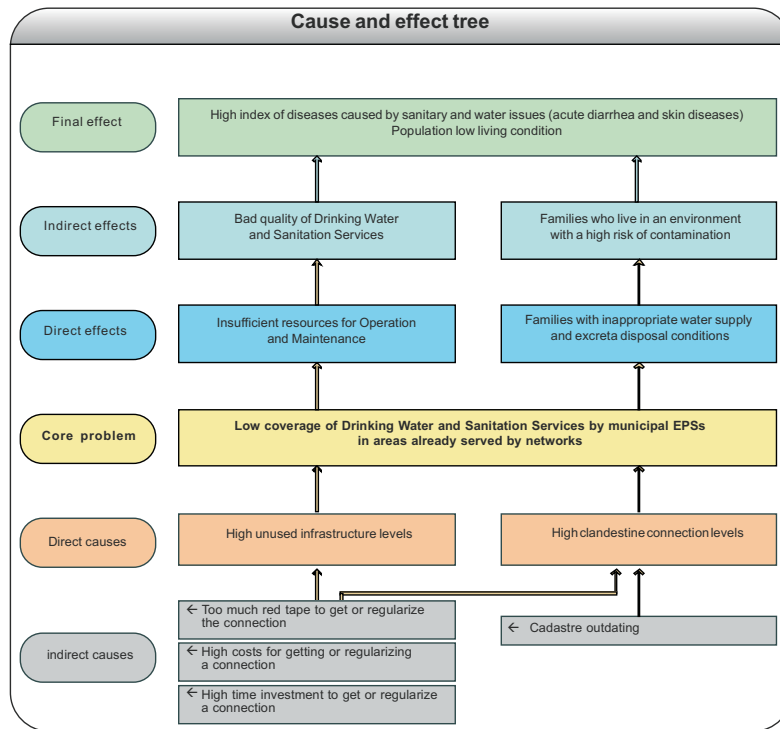 Cause and effect tree
Final effect
High index of diseases caused by sanitary and water issues (acute diarrhea and skin diseases)
Population low living condition
Indirect effects
Bad quality of Drinking Water
and Sanitation Services
Families who live in an environment
with a high risk of contamination
Direct effects
Insufficient resources for Operation
and Maintenance
Families with inappropriate water supply
and excreta disposal conditions
Core problem
Low coverage of Drinking Water and Sanitation Services by municipal EPSs
in areas already served by networks
Direct causes
High unused infrastructure levels
High clandestine connection levels
indirect causes
← Too much red tape to get or regularize
the connection
← High costs for getting or regularizing
a connection
← High time investment to get or regularize
a connection
← Cadastre outdating